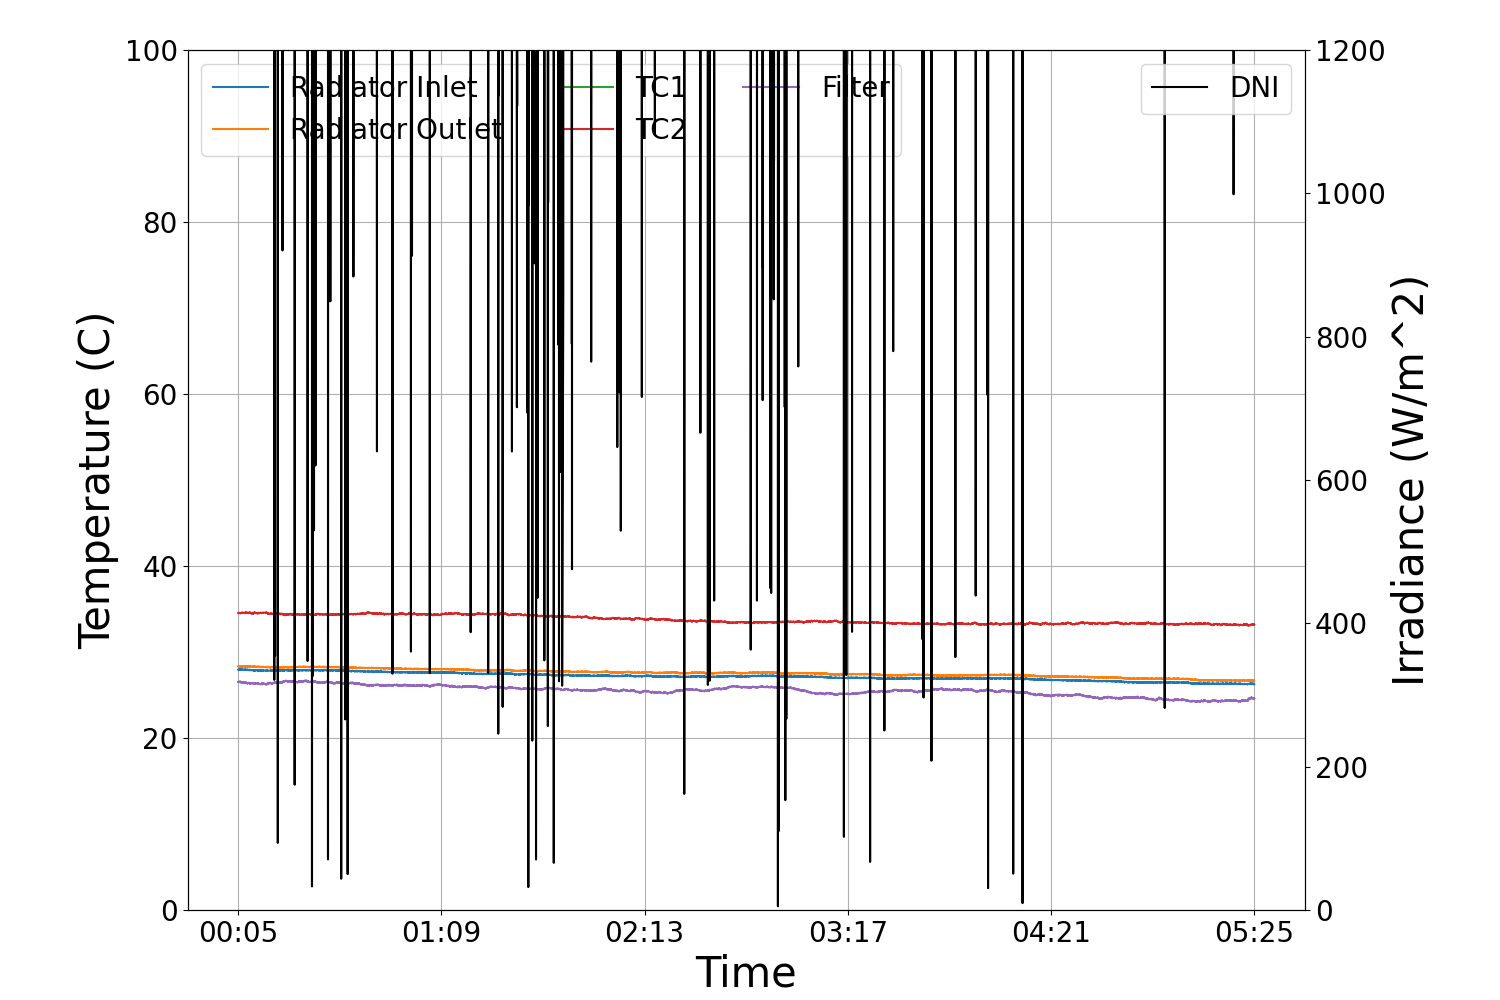 Radiator Inlet
Radiator Outlet
TC1
TC2
Filter
DNI
100
80
60
40
20
0
Temperature (C)
1200
1000
800
600
400
200
0
Irradiance (W/m^2)
00:05 01:09 02:13 03:17 04:21 05:25
Time